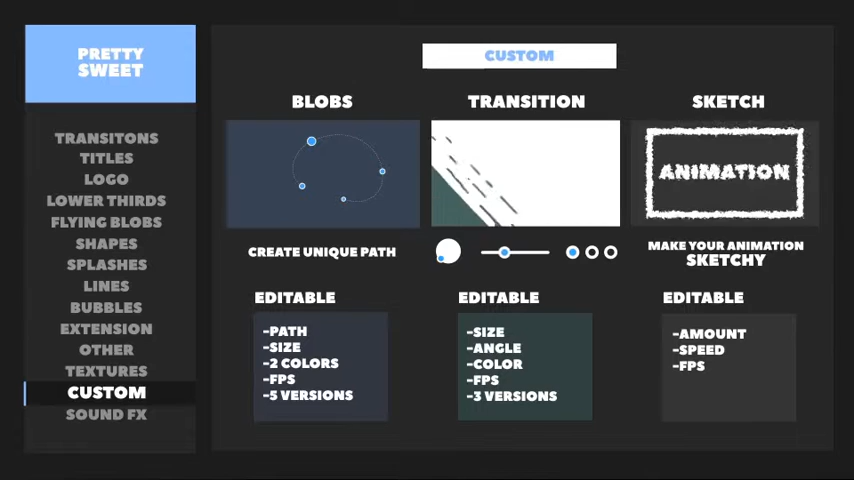 PRETTY
SWEET
TRANSITONS
TITLES
LOGO
LOWER THIRDS
FLYING BLOBS
SHAPES
SPLASHES
LINES
BUBBLES
EXTENSION
OTHER
TEXTURES
CUSTOM
SOUND FX
CUSTOM
BLOBS
CREATE UNIQUE PATH
EDITABLE
-PATH
-SIZE
-2 COLORS
-FPS
-5 VERSIONS
TRANSITION
EDITABLE
-SIZE
-ANGLE
-COLOR
-FPS
-3 VERSIONS
SKETCH
ANIMATION
MAKE YOUR ANIMATION
SKETCHY
EDITABLE
-AMOUNT
-SPEED
-FPS